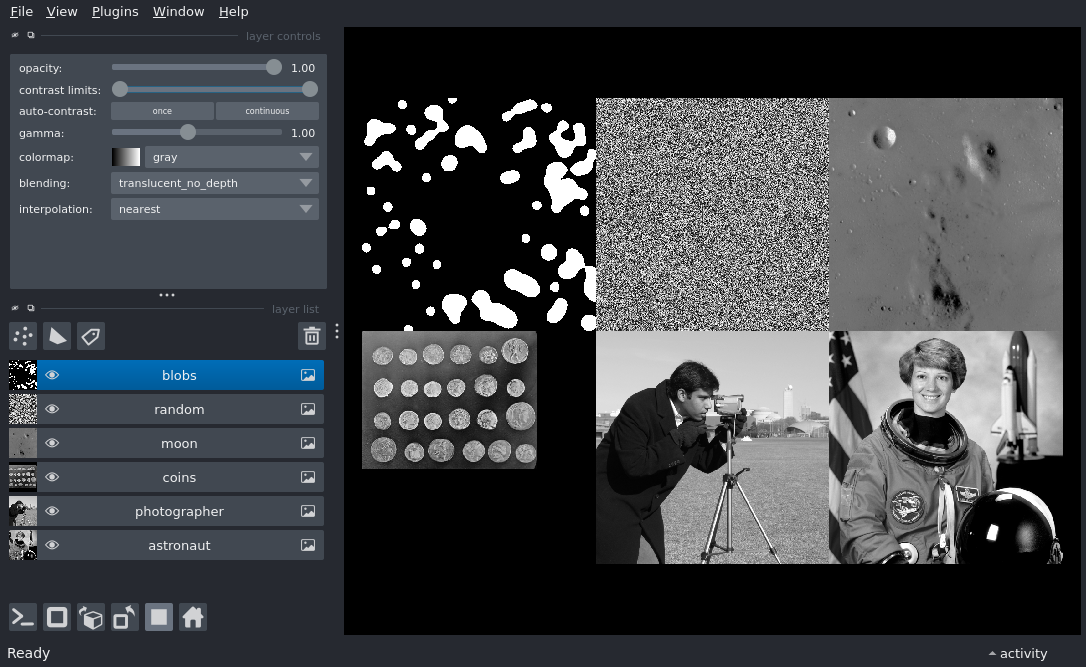 File View Plugins Window Help
layer controls
opacity: 1.00
contrast limits:
auto-contrast: once continuous
gamma: 1.00
colormap: gray
blending: translucent_no_depth
interpolation: nearest
layer list
blobs
random
moon
coins
photographer
astronaut
Ready
activity